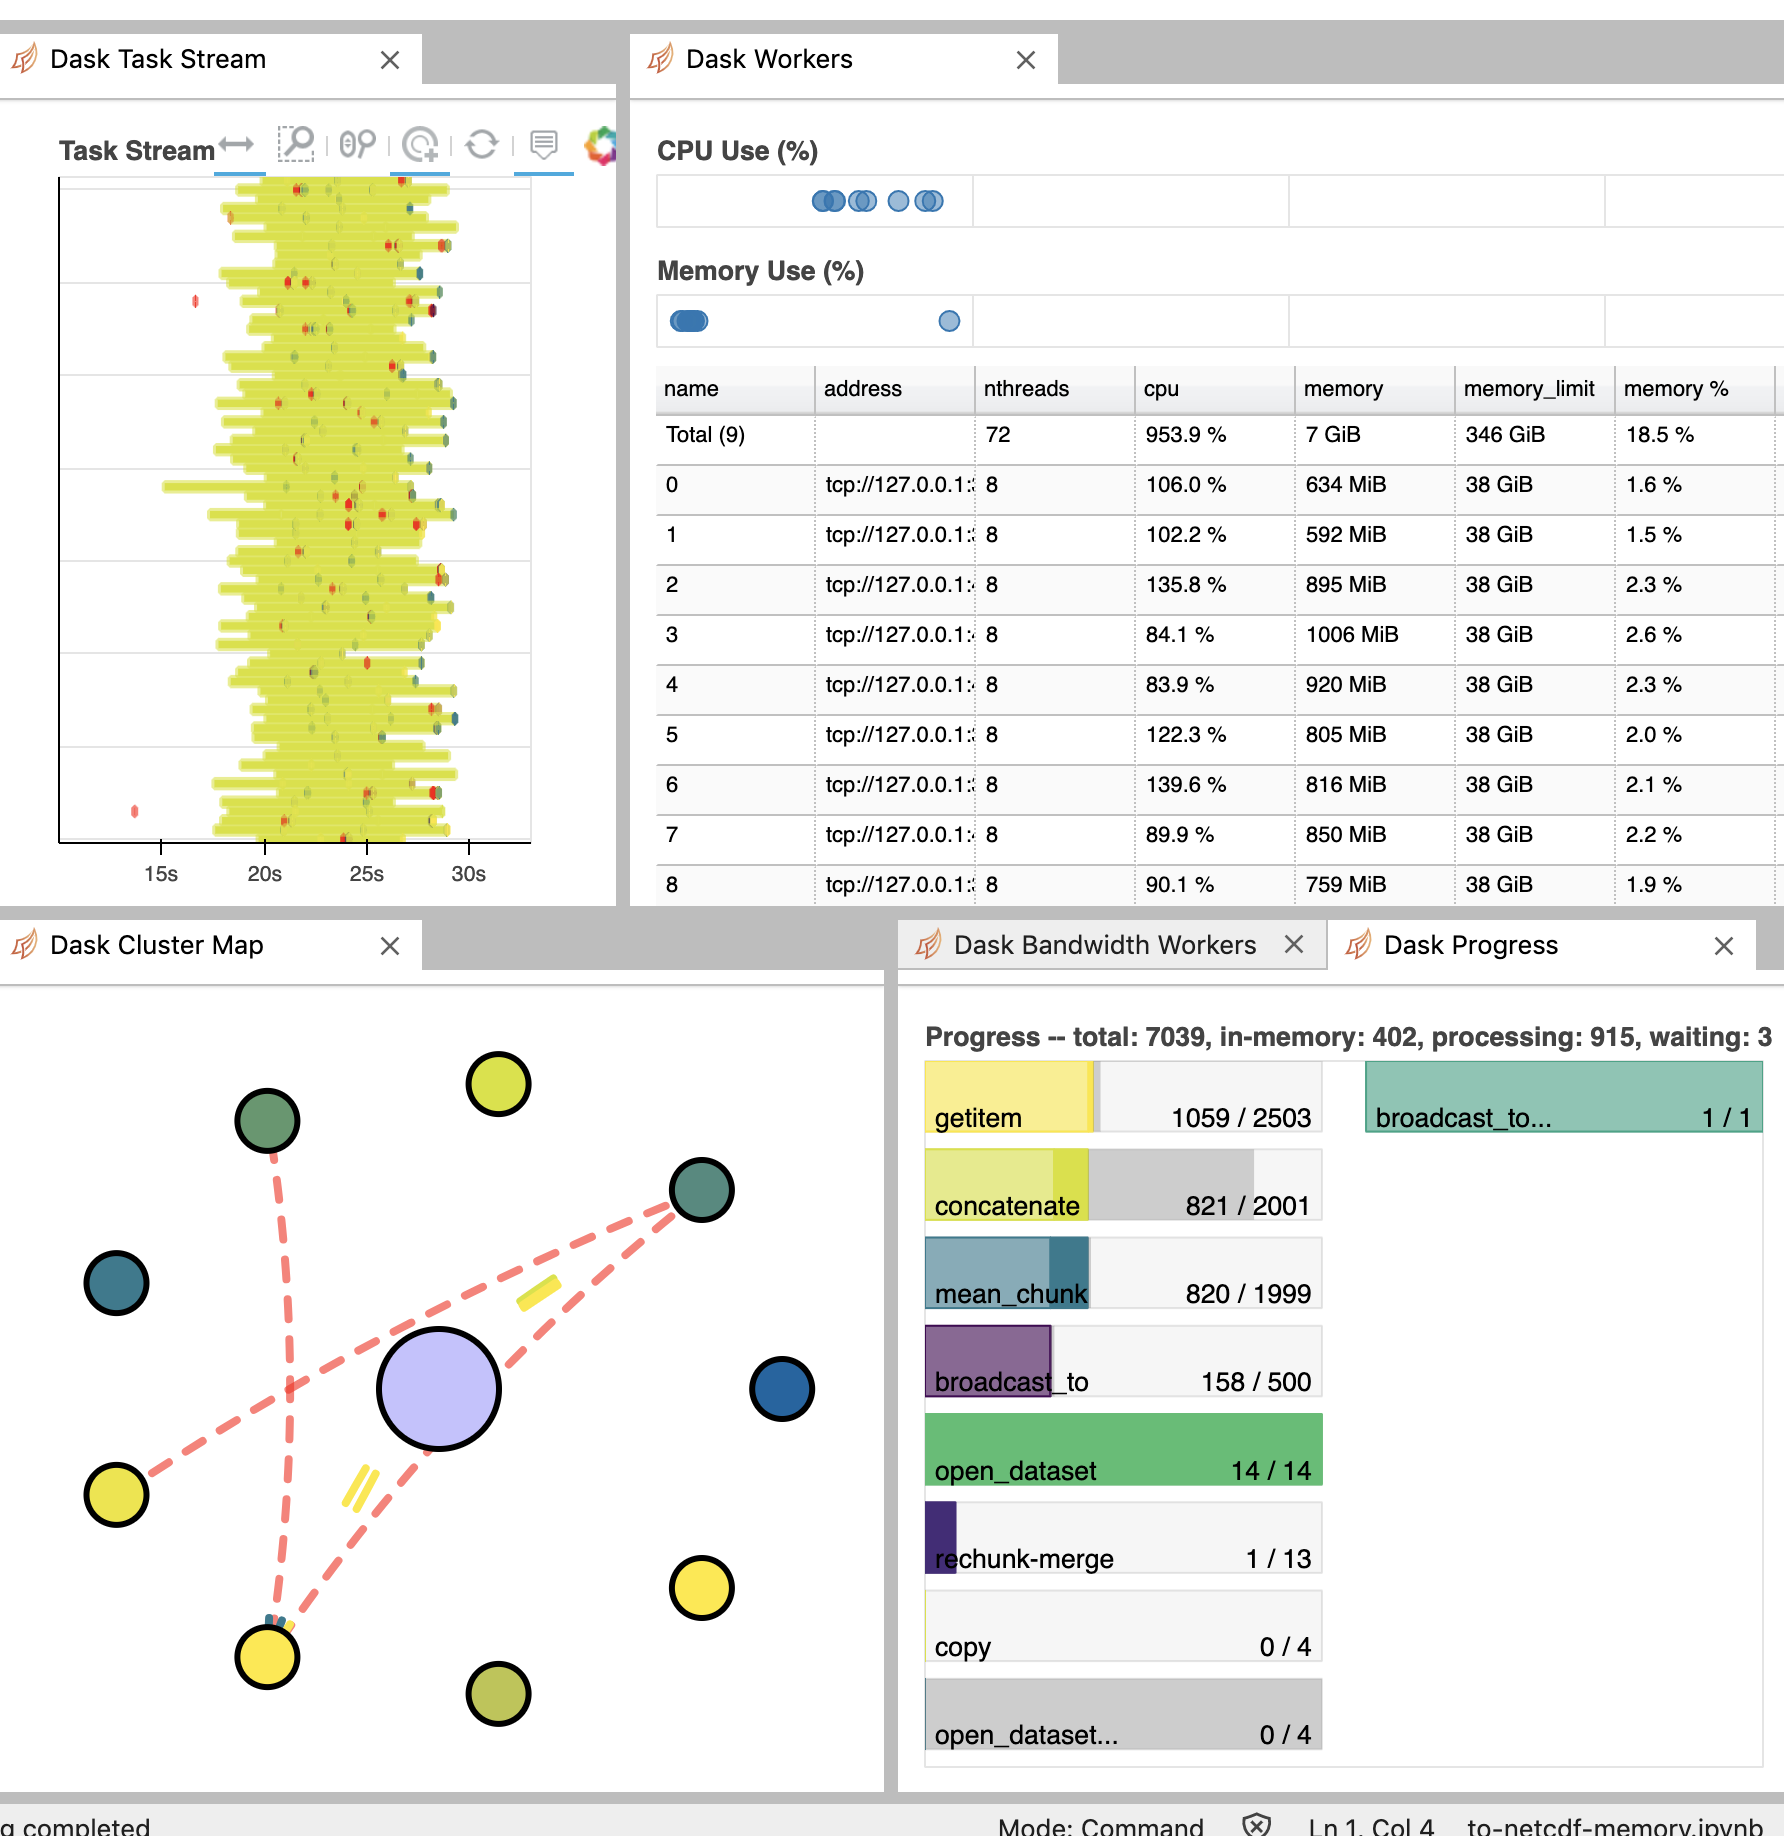 Dask Task Stream
Dask Workers
Task Stream
15s 20s 25s 30s
CPU Use (%)
Memory Use (%)
name address nthreads cpu memory memory_limit memory %
Total (9) 72 953.9 % 7 GiB 346 GiB 18.5 %
0 tcp://127.0.0.1: 8 106.0 % 634 MiB 38 GiB 1.6 %
1 tcp://127.0.0.1: 8 102.2 % 592 MiB 38 GiB 1.5 %
2 tcp://127.0.0.1: 8 135.8 % 895 MiB 38 GiB 2.3 %
3 tcp://127.0.0.1: 8 84.1 % 1006 MiB 38 GiB 2.6 %
4 tcp://127.0.0.1: 8 83.9 % 920 MiB 38 GiB 2.3 %
5 tcp://127.0.0.1: 8 122.3 % 805 MiB 38 GiB 2.0 %
6 tcp://127.0.0.1: 8 139.6 % 816 MiB 38 GiB 2.1 %
7 tcp://127.0.0.1: 8 89.9 % 850 MiB 38 GiB 2.2 %
8 tcp://127.0.0.1: 8 90.1 % 759 MiB 38 GiB 1.9 %
Dask Cluster Map
Dask Bandwidth Workers
Dask Progress
Progress -- total: 7039, in-memory: 402, processing: 915, waiting: 3
getitem 1059 / 2503
broadcast_to... 1 / 1
concatenate 821 / 2001
mean_chunk 820 / 1999
broadcast_to 158 / 500
open_dataset 14 / 14
rechunk-merge 1 / 13
copy 0 / 4
open_dataset... 0 / 4
g completed
Mode: Command
Ln 1, Col 4
to-netcdf-memory.ipynb